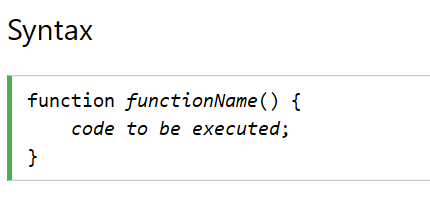 Syntax
function functionName() {
    code to be executed;
}